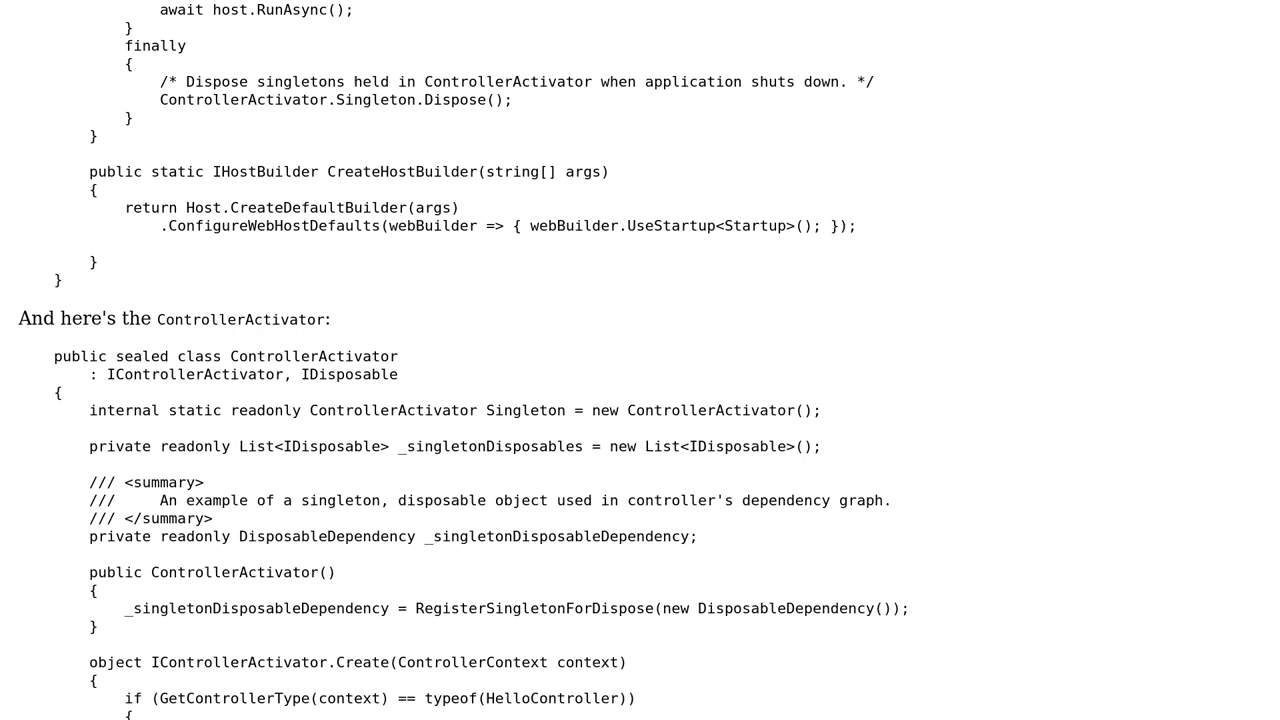 await host.RunAsync();
}
finally
{
/* Dispose singletons held in ControllerActivator when application shuts down. */
ControllerActivator.Singleton.Dispose();
}
}
public static IHostBuilder CreateHostBuilder(string[] args)
{
return Host.CreateDefaultBuilder(args)
.ConfigureWebHostDefaults(webBuilder => { webBuilder.UseStartup<Startup>(); });
}
}
And here's the ControllerActivator:
public sealed class ControllerActivator
: IControllerActivator, IDisposable
{
internal static readonly ControllerActivator Singleton = new ControllerActivator();
private readonly List<IDisposable> _singletonDisposables = new List<IDisposable>();
/// <summary>
///     An example of a singleton, disposable object used in controller's dependency graph.
/// </summary>
private readonly DisposableDependency _singletonDisposableDependency;
public ControllerActivator()
{
_singletonDisposableDependency = RegisterSingletonForDispose(new DisposableDependency());
}
object IControllerActivator.Create(ControllerContext context)
{
if (GetControllerType(context) == typeof(HelloController))
{